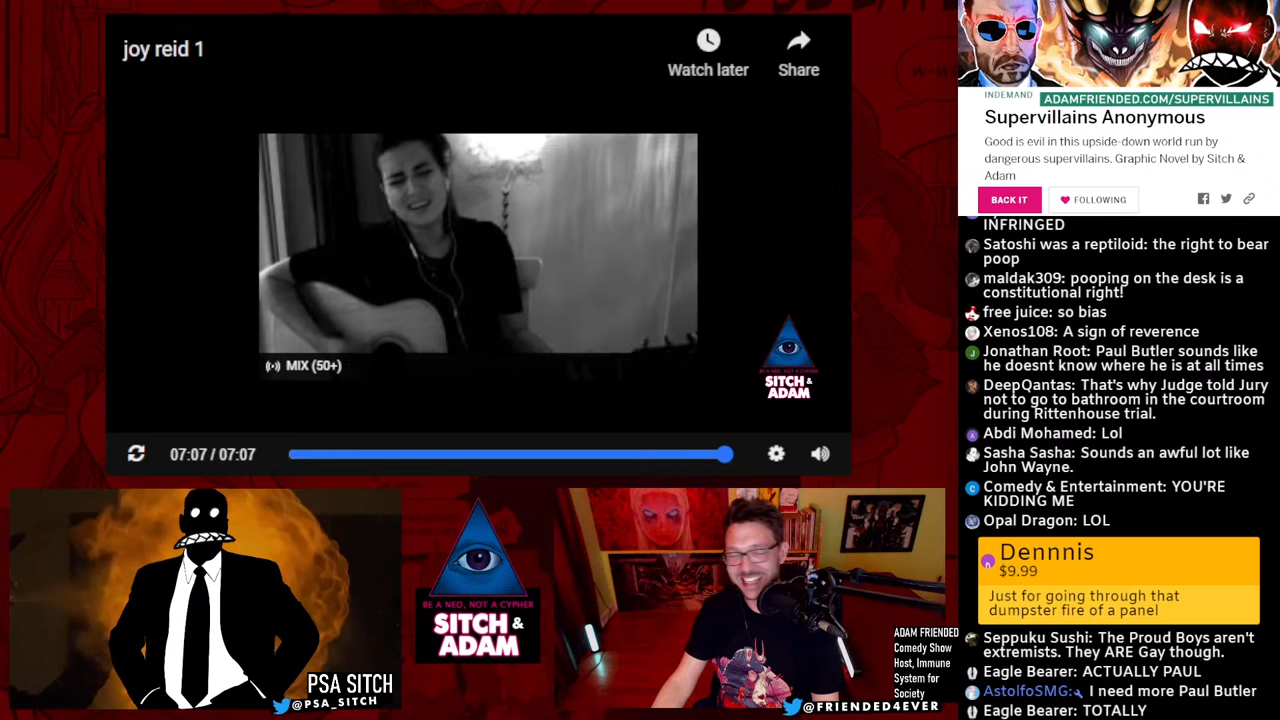 joy reid 1
Watch later
Share
MIX (50+)
BE A NEO, NOT A CYPHER
SITCH &
ADAM
07:07 / 07:07
PSA SITCH
@PSA_SITCH
BE A NEO, NOT A CYPHER
SITCH &
ADAM
ADAM FRIENDED
Comedy Show
Host, Immune
System for
Society
@FRIENDED4EVER
INDEMAND
ADAMFRIENDED.COM/SUPERVILLAINS
Supervillains Anonymous
Good is evil in this upside-down world run by
dangerous supervillains. Graphic Novel by Sitch &
Adam
BACK IT
FOLLOWING
INFRINGED
Satoshi was a reptiloid: the right to bear
poop
maldak309: pooping on the desk is a
constitutional right!
free juice: so bias
Xenos108: A sign of reverence
Jonathan Root: Paul Butler sounds like
he doesnt know where he is at all times
DeepQantas: That's why Judge told Jury
not to go to bathroom in the courtroom
during Rittenhouse trial.
Abdi Mohamed: Lol
Sasha Sasha: Sounds an awful lot like
John Wayne.
Comedy & Entertainment: YOU'RE
KIDDING ME
Opal Dragon: LOL
Dennnis
$9.99
Just for going through that
dumpster fire of a panel
Seppuku Sushi: The Proud Boys aren't
extremists. They ARE Gay though.
Eagle Bearer: ACTUALLY PAUL
AstolfoSMG: I need more Paul Butler
Eagle Bearer: TOTALLY